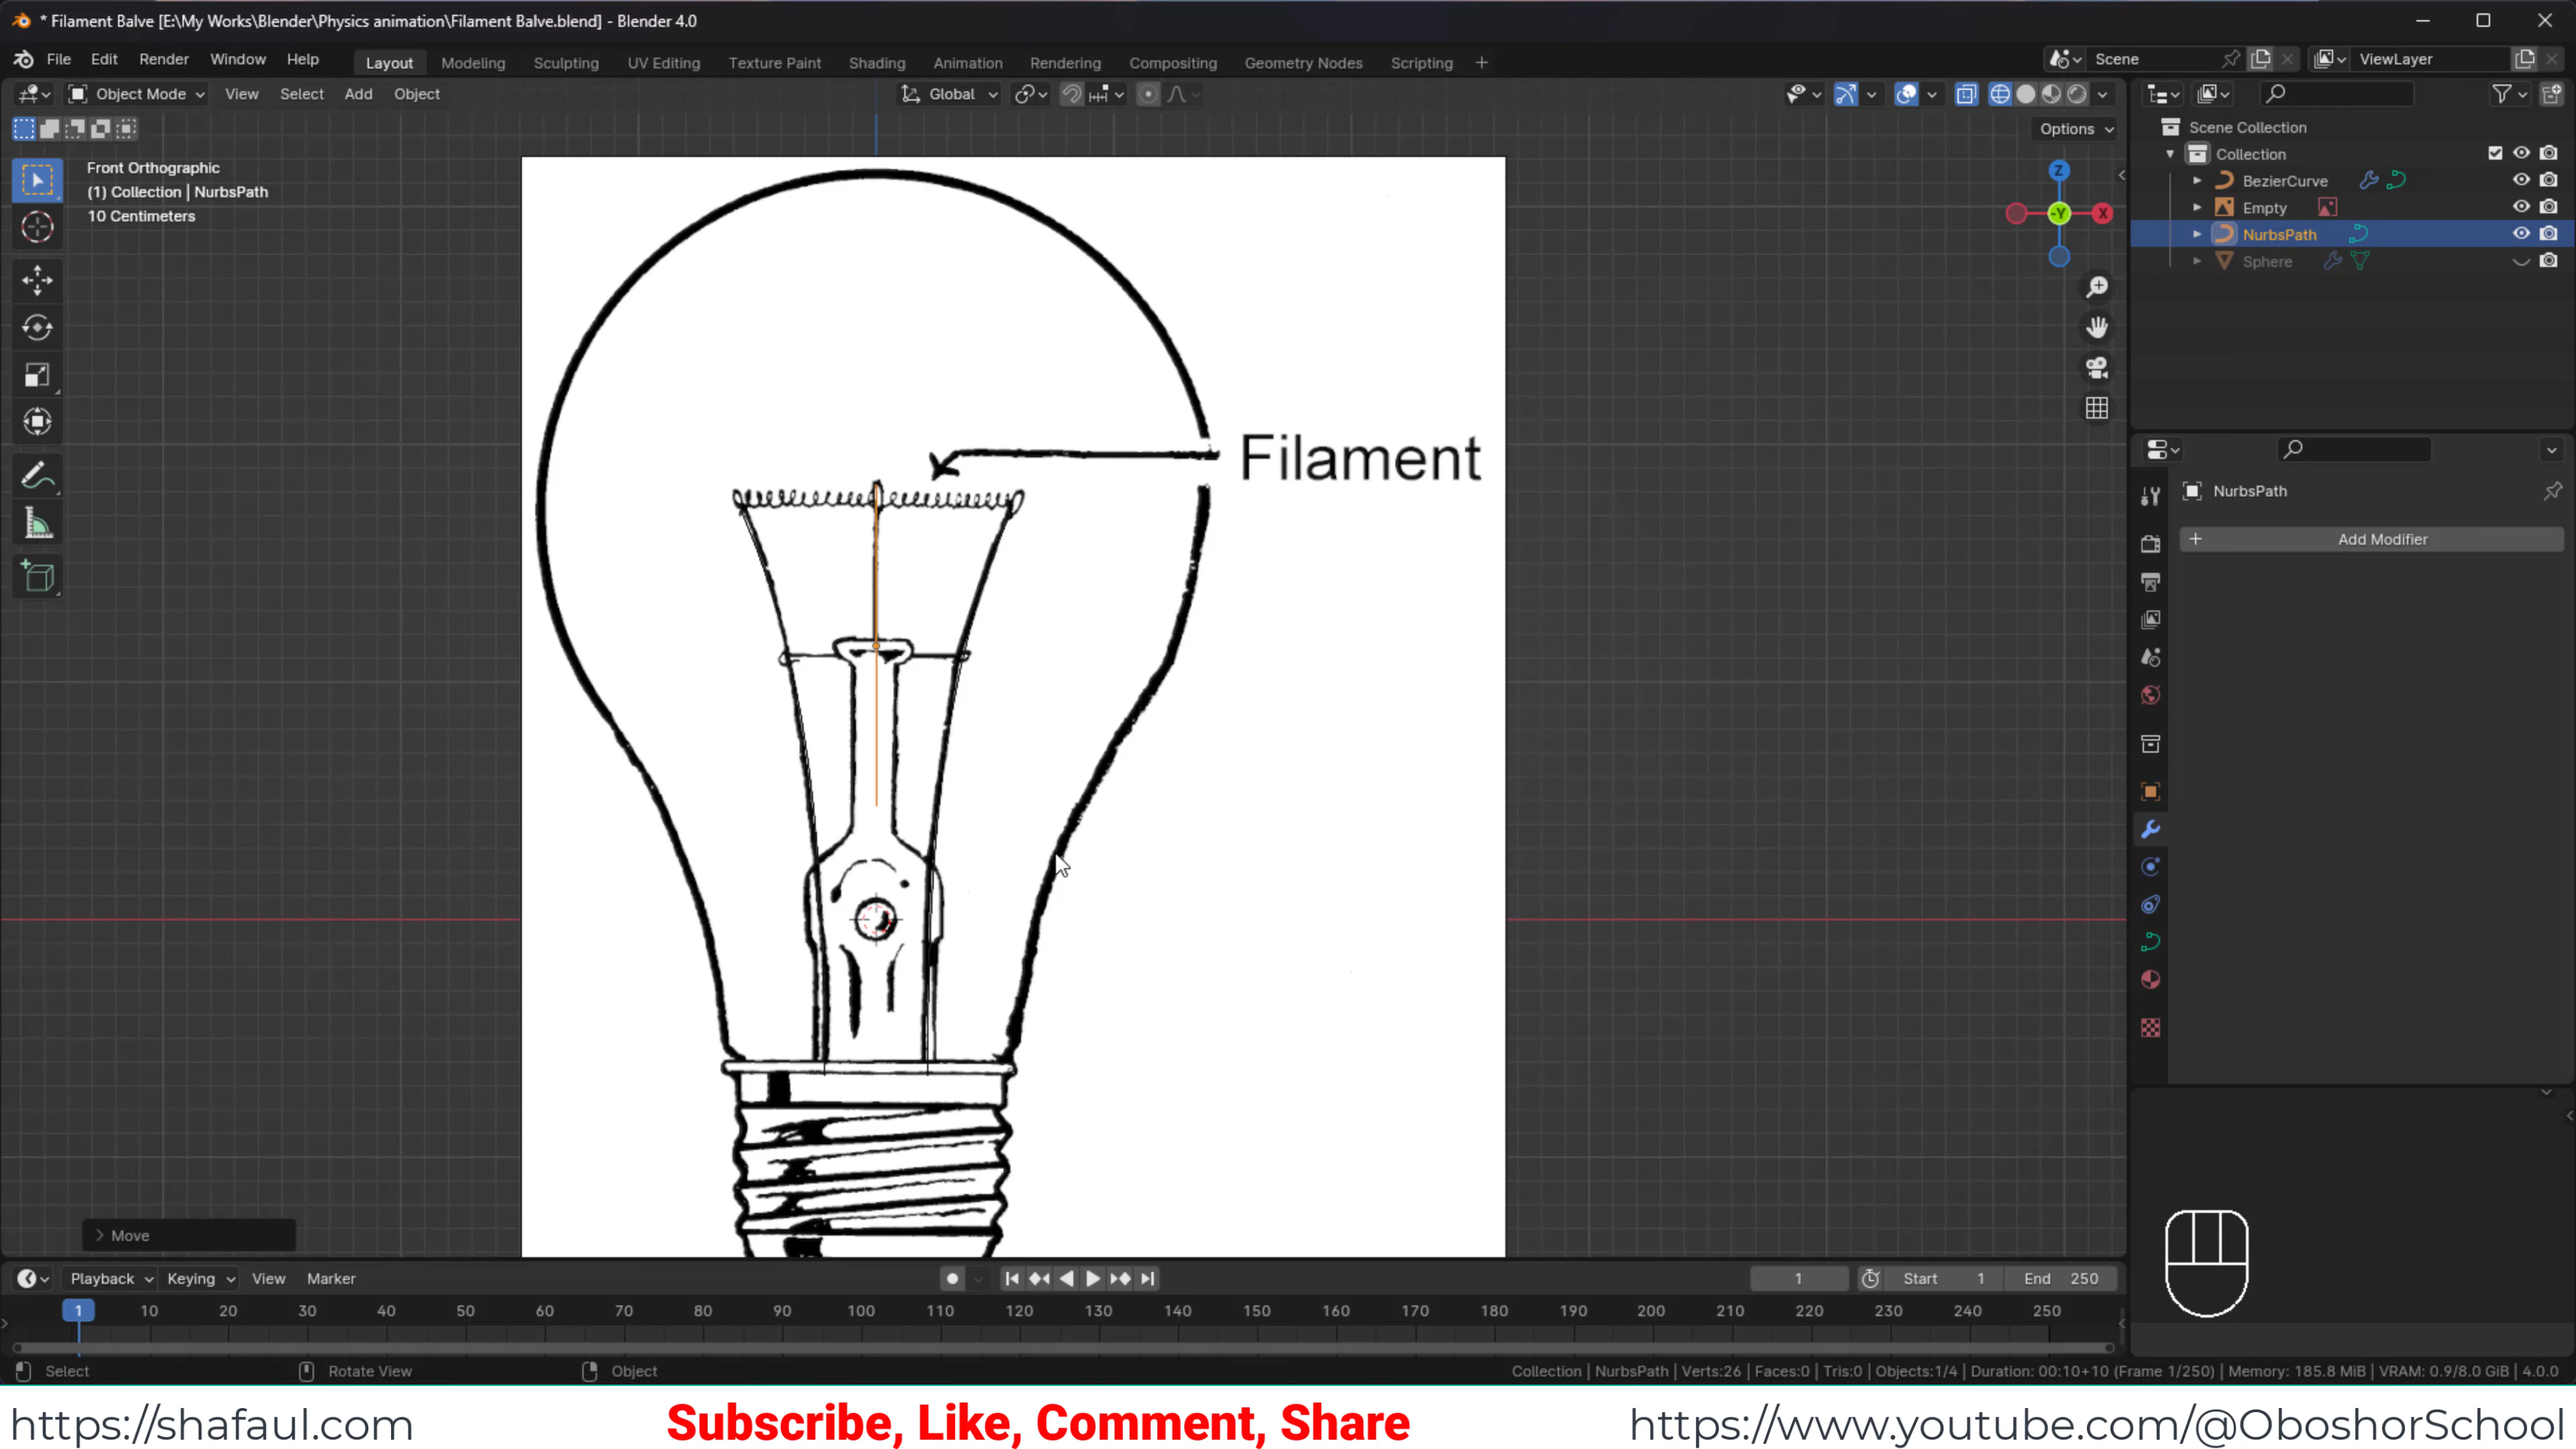 * Filament Balve [E:\My Works\Blender\Physics animation\Filament Balve.blend] - Blender 4.0
File Edit Render Window Help Layout Modeling Sculpting UV Editing Texture Paint Shading Animation Rendering Compositing Geometry Nodes Scripting + Scene ViewLayer
Object Mode View Select Add Object Global
Options
Front Orthographic
(1) Collection | NurbsPath
10 Centimeters
Z
-Y
X
Filament
Scene Collection
Collection
BezierCurve
Empty
NurbsPath
Sphere
NurbsPath
+ Add Modifier
> Move
Playback Keying View Marker 1 Start 1 End 250
1 10 20 30 40 50 60 70 80 90 100 110 120 130 140 150 160 170 180 190 200 210 220 230 240 250
Select Rotate View Object Collection | NurbsPath | Verts:26 | Faces:0 | Tris:0 | Objects:1/4 | Duration: 00:10+10 (Frame 1/250) | Memory: 185.8 MiB | VRAM: 0.9/8.0 GiB | 4.0.0
https://shafaul.com Subscribe, Like, Comment, Share https://www.youtube.com/@OboshorSchool